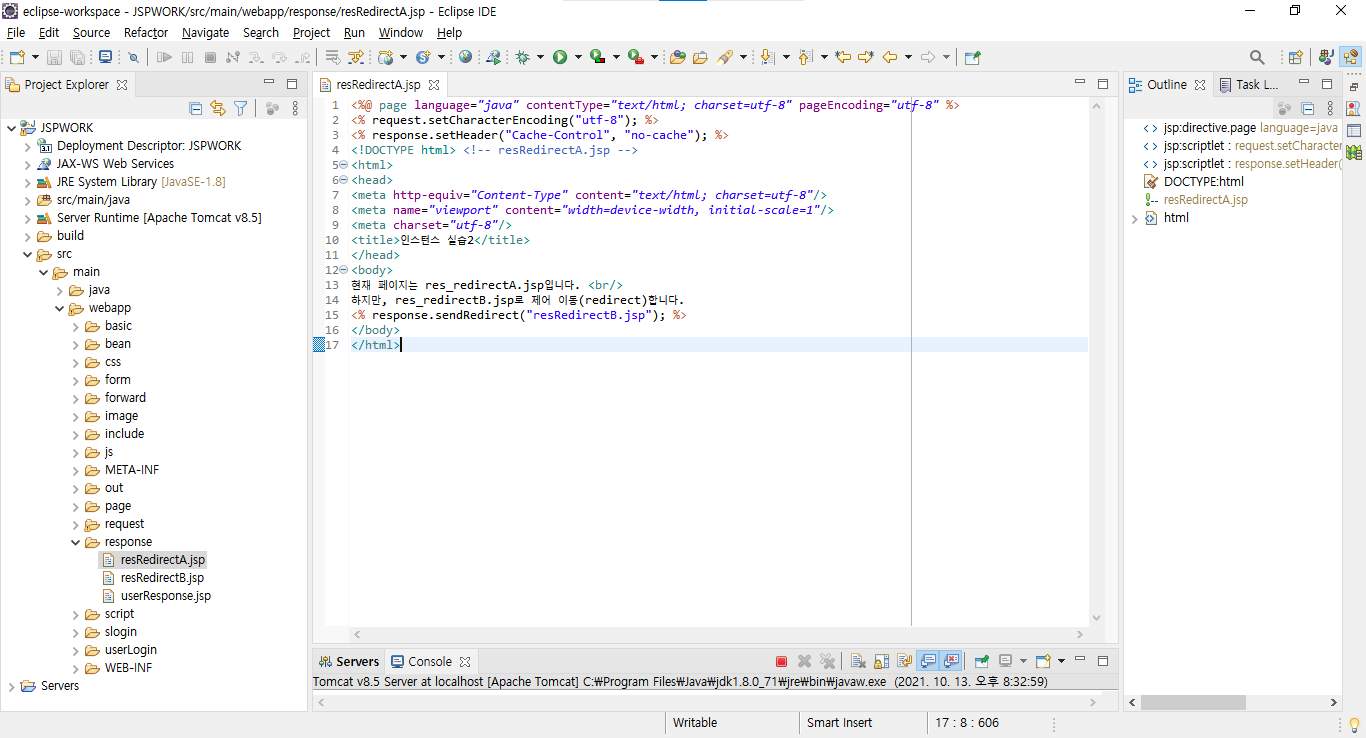 eclipse-workspace - JSPWORK/src/main/webapp/response/resRedirectA.jsp - Eclipse IDE
File Edit Source Refactor Navigate Search Project Run Window Help
Project Explorer
JSPWORK
Deployment Descriptor: JSPWORK
JAX-WS Web Services
JRE System Library [JavaSE-1.8]
src/main/java
Server Runtime [Apache Tomcat v8.5]
build
src
main
java
webapp
basic
bean
css
form
forward
image
include
js
META-INF
out
page
request
response
resRedirectA.jsp
resRedirectB.jsp
userResponse.jsp
script
slogin
userLogin
WEB-INF
Servers
resRedirectA.jsp
1 <%@ page language="java" contentType="text/html; charset=utf-8" pageEncoding="utf-8" %>
2 <% request.setCharacterEncoding("utf-8"); %>
3 <% response.setHeader("Cache-Control", "no-cache"); %>
4 <!DOCTYPE html> <!-- resRedirectA.jsp -->
5 <html>
6 <head>
7 <meta http-equiv="Content-Type" content="text/html; charset=utf-8"/>
8 <meta name="viewport" content="width=device-width, initial-scale=1"/>
9 <meta charset="utf-8"/>
10 <title>인스턴스 실습2</title>
11 </head>
12 <body>
13 현재 페이지는 res_redirectA.jsp입니다. <br/>
14 하지만, res_redirectB.jsp로 제어 이동(redirect)합니다.
15 <% response.sendRedirect("resRedirectB.jsp"); %>
16 </body>
17 </html>
Outline Task L...
jsp:directive.page language=java
jsp:scriptlet : request.setCharacter
jsp:scriptlet : response.setHeader(
DOCTYPE:html
resRedirectA.jsp
html
Servers Console
Tomcat v8.5 Server at localhost [Apache Tomcat] C:₩Program Files₩Java₩jdk1.8.0_71₩jre₩bin₩javaw.exe (2021. 10. 13. 오후 8:32:59)
Writable Smart Insert 17 : 8 : 606